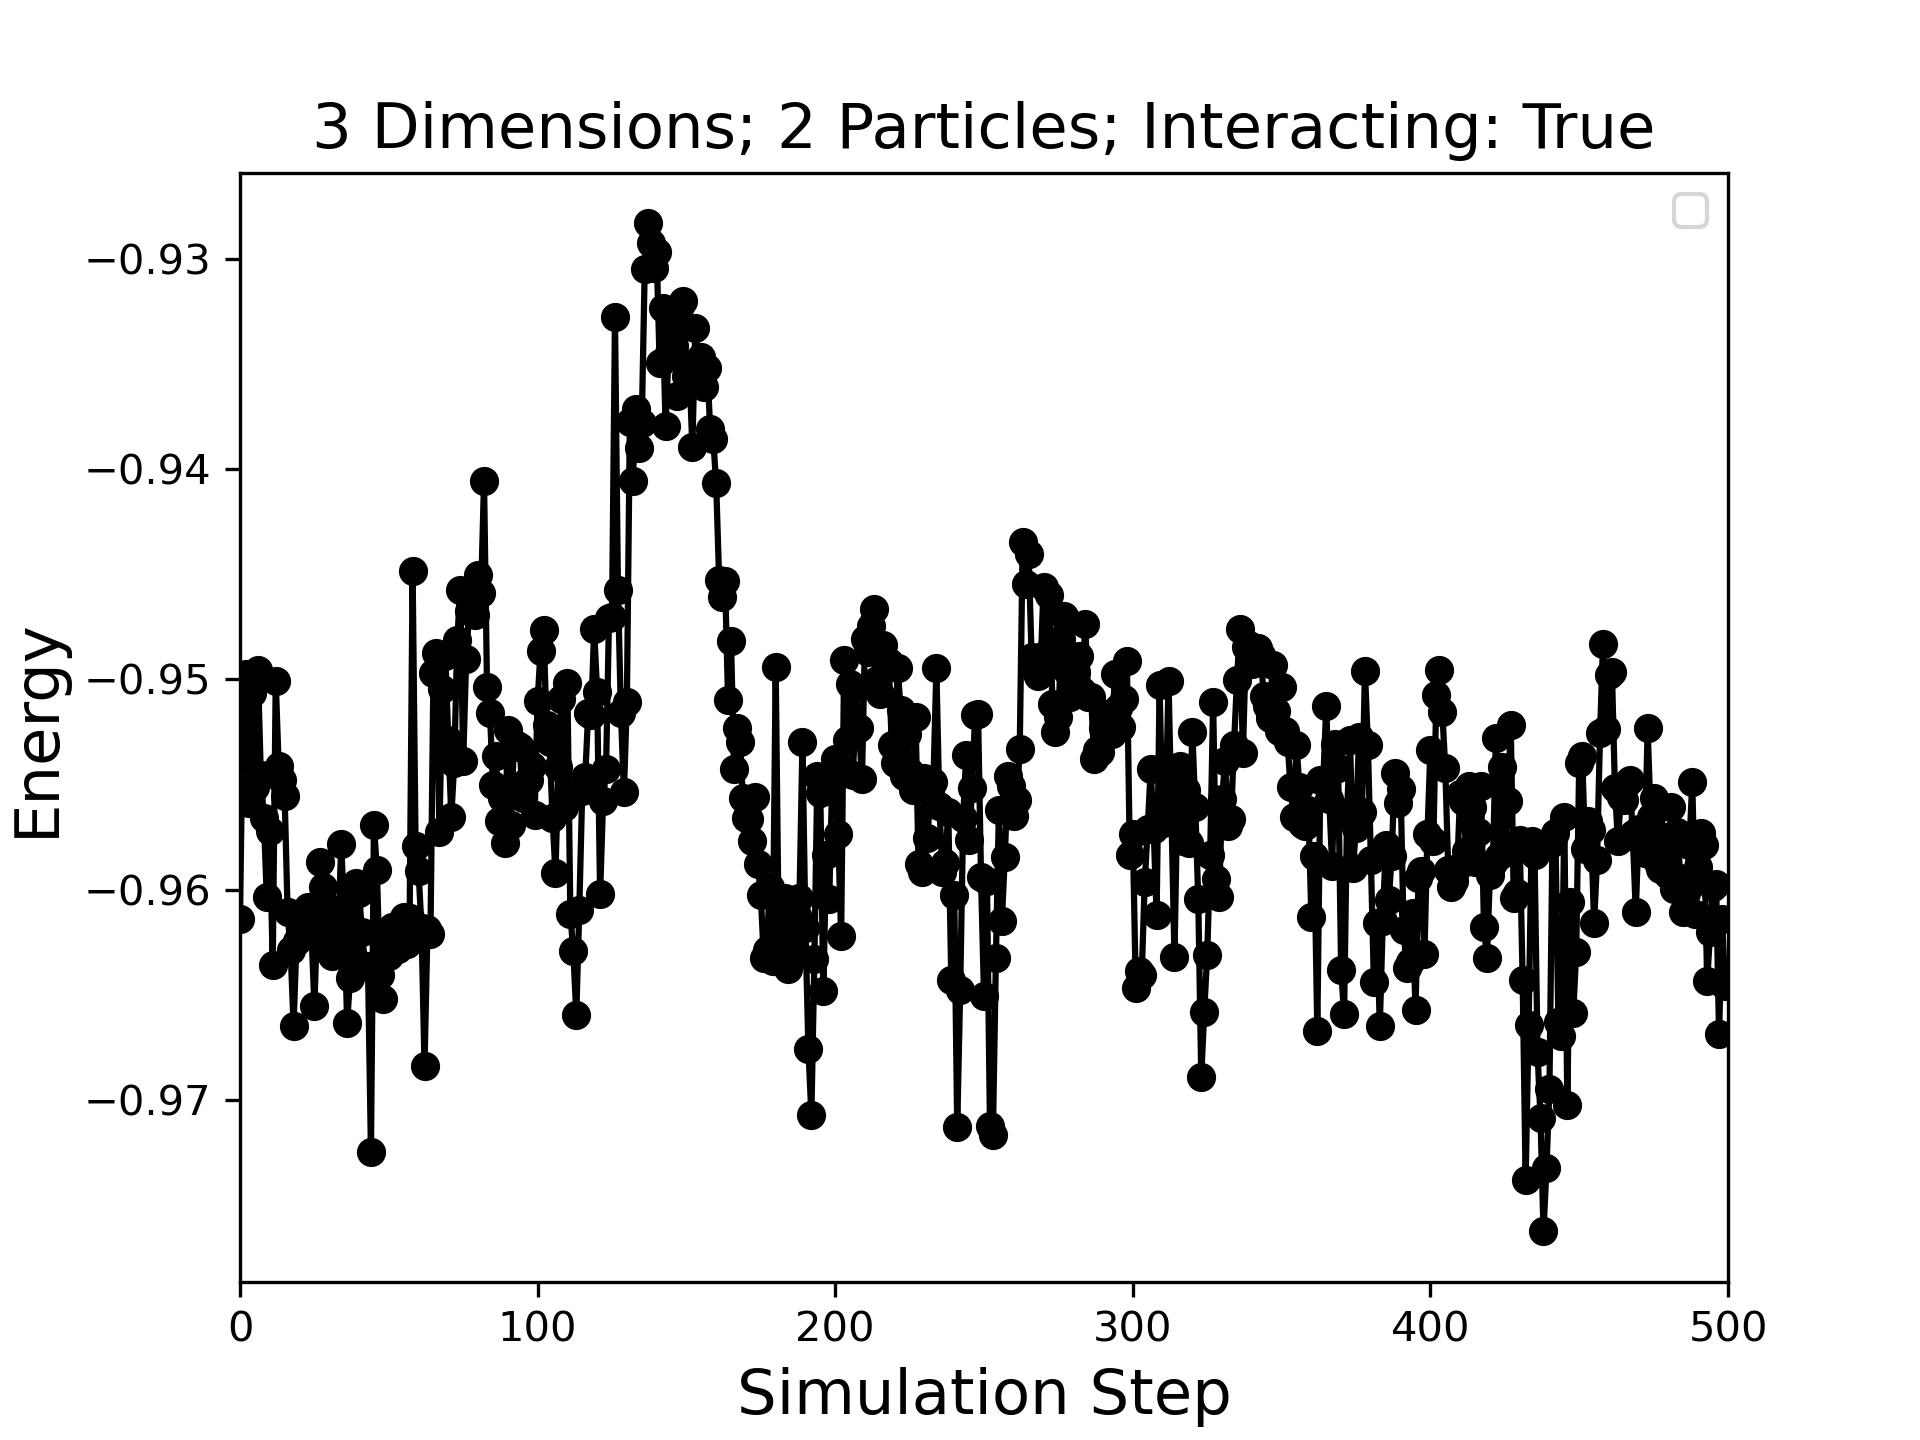 3 Dimensions; 2 Particles; Interacting: True
−0.93
−0.94
−0.95
−0.96
−0.97
Energy
0 100 200 300 400 500
Simulation Step